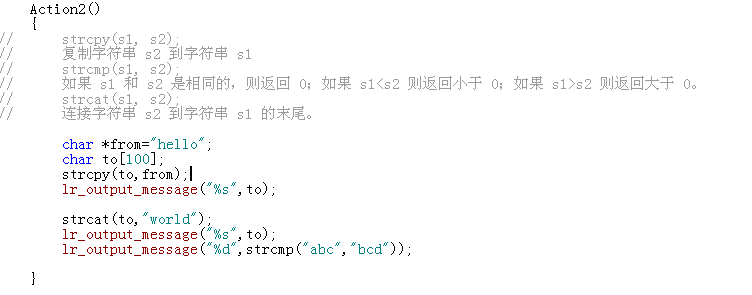 Action2()
{
// strcpy(s1, s2);
// 复制字符串 s2 到字符串 s1
// strcmp(s1, s2);
// 如果 s1 和 s2 是相同的，则返回 0；如果 s1<s2 则返回小于 0；如果 s1>s2 则返回大于 0。
// strcat(s1, s2);
// 连接字符串 s2 到字符串 s1 的末尾。
char *from="hello";
char to[100];
strcpy(to,from);
lr_output_message("%s",to);
strcat(to,"world");
lr_output_message("%s",to);
lr_output_message("%d",strcmp("abc","bcd"));
}